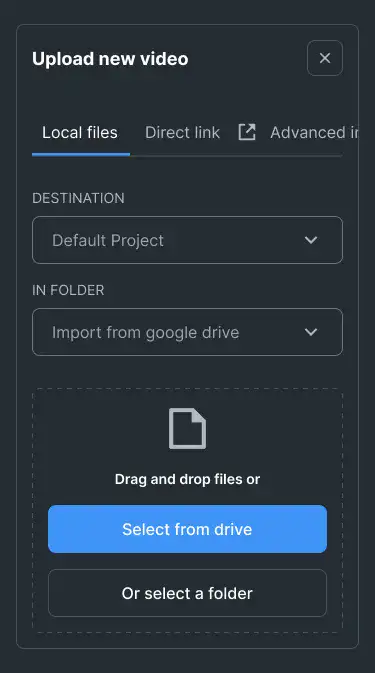 Upload new video
Local files Direct link Advanced in
DESTINATION
Default Project
IN FOLDER
Import from google drive
Drag and drop files or
Select from drive
Or select a folder